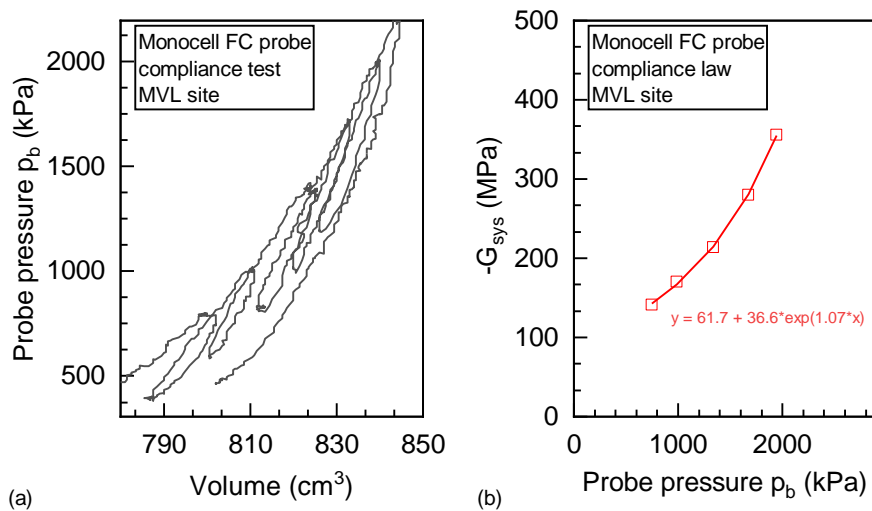 Monocell FC probe
compliance test
MVL site
Probe pressure p_b (kPa)
2000
1500
1000
500
790 810 830 850
Volume (cm³)
(a)
Monocell FC probe
compliance law
MVL site
-G_sys (MPa)
500
400
300
200
100
0
y = 61.7 + 36.6*exp(1.07*x)
0 1000 2000
Probe pressure p_b (kPa)
(b)